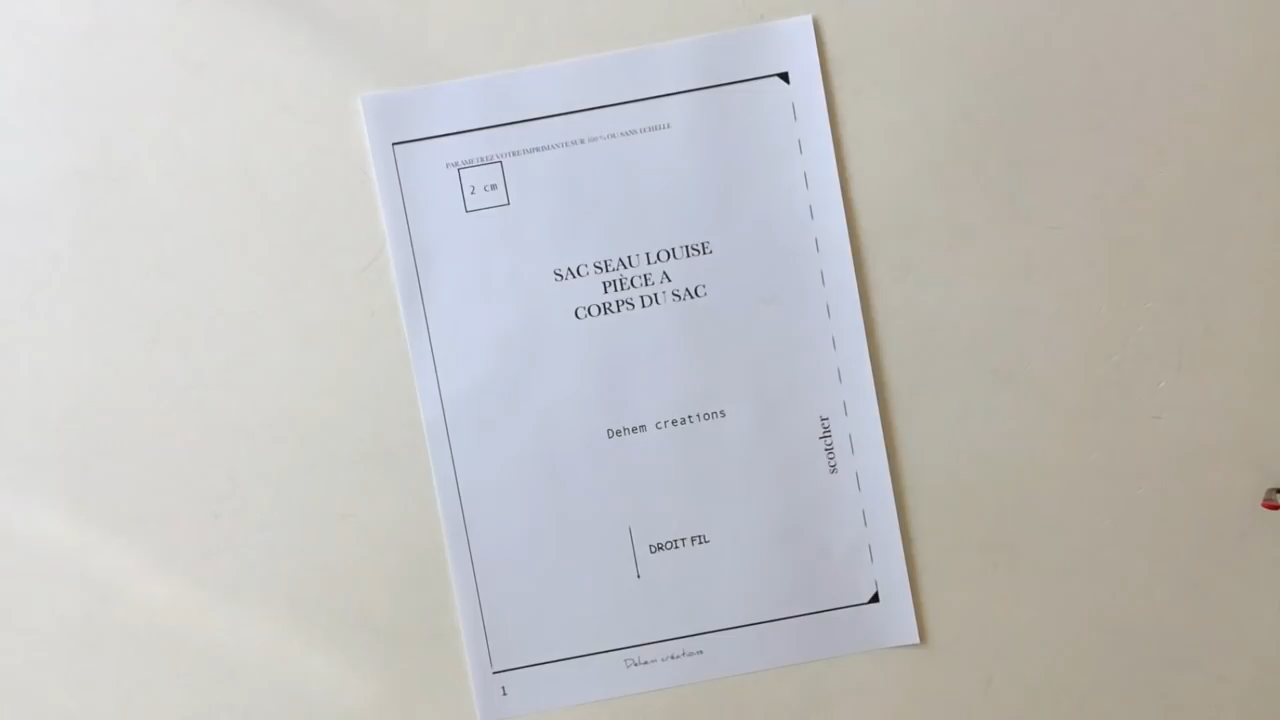 PARAMETREZ VOTRE IMPRIMANTE SUR 100 % OU SANS ECHELLE
2 cm
SAC SEAU LOUISE
PIÈCE A
CORPS DU SAC
Dehem creations
scotcher
DROIT FIL
Dehem créations
1